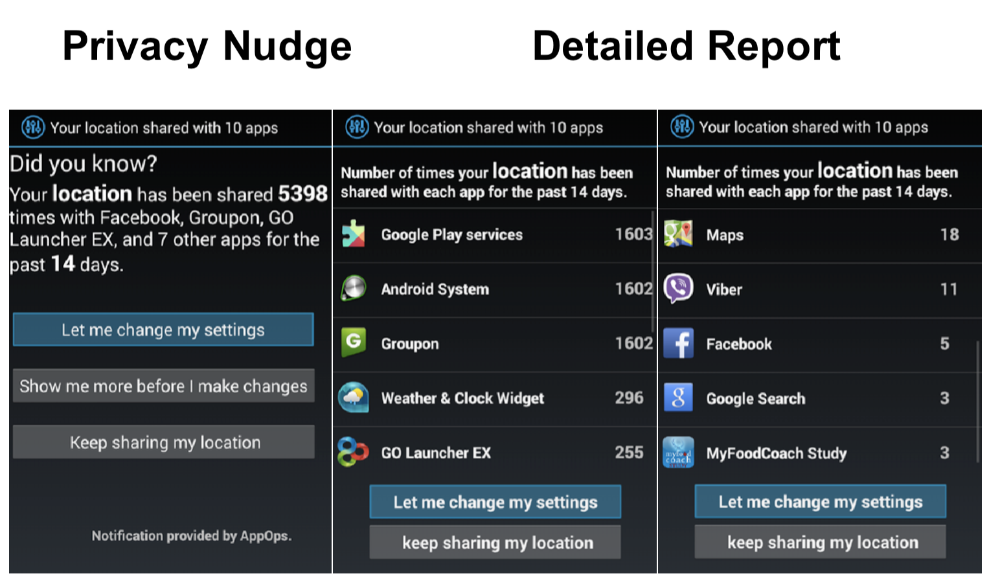 Privacy Nudge
Detailed Report
Your location shared with 10 apps
Did you know?
Your location has been shared 5398
times with Facebook, Groupon, GO
Launcher EX, and 7 other apps for the
past 14 days.
Let me change my settings
Show me more before I make changes
Keep sharing my location
Notification provided by AppOps.
Your location shared with 10 apps
Number of times your location has been
shared with each app for the past 14 days.
Google Play services 1603
Android System 1602
G
Groupon 1602
Weather & Clock Widget 296
GO Launcher EX 255
Let me change my settings
keep sharing my location
Your location shared with 10 apps
Number of times your location has been
shared with each app for the past 14 days.
Maps 18
Viber 11
f
Facebook 5
g
Google Search 3
myfood
coach
MyFoodCoach Study 3
Let me change my settings
keep sharing my location